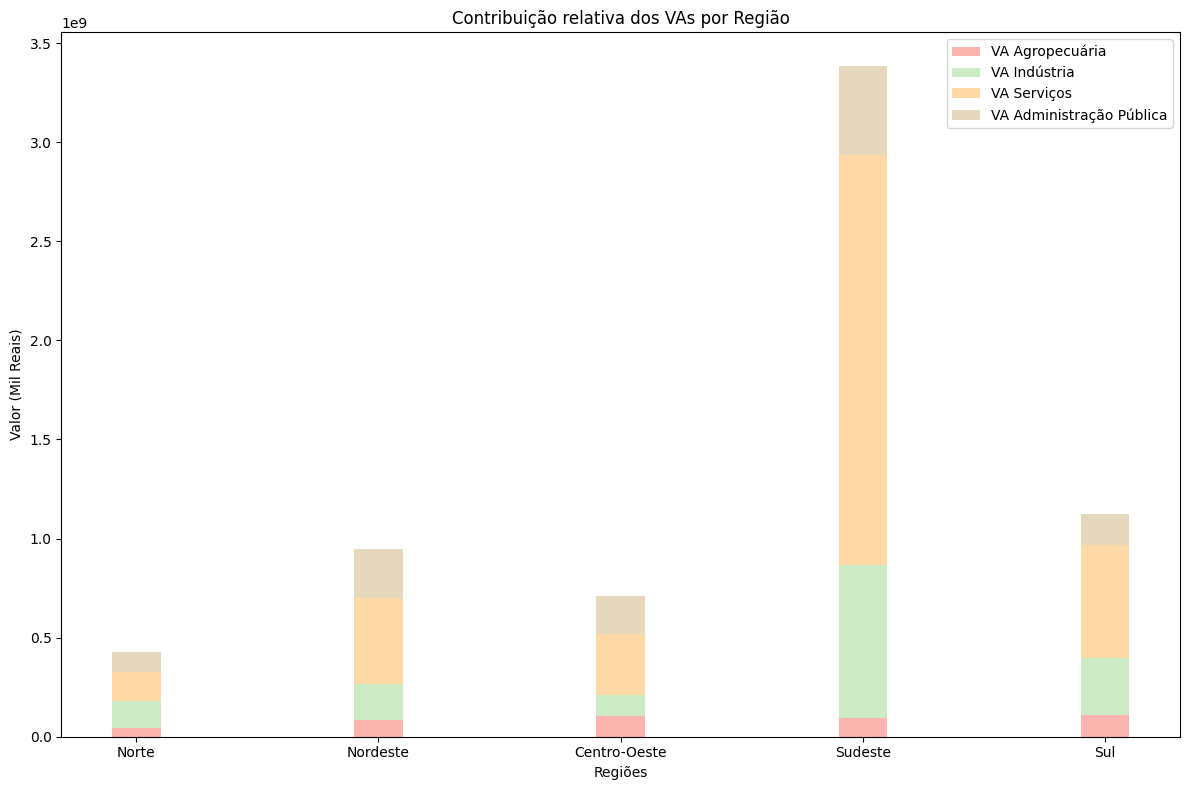 Contribuição relativa dos VAs por Região
1e9
3.5
3.0
2.5
2.0
1.5
1.0
0.5
0.0
Valor (Mil Reais)
VA Agropecuária
VA Indústria
VA Serviços
VA Administração Pública
Norte
Nordeste
Centro-Oeste
Sudeste
Sul
Regiões